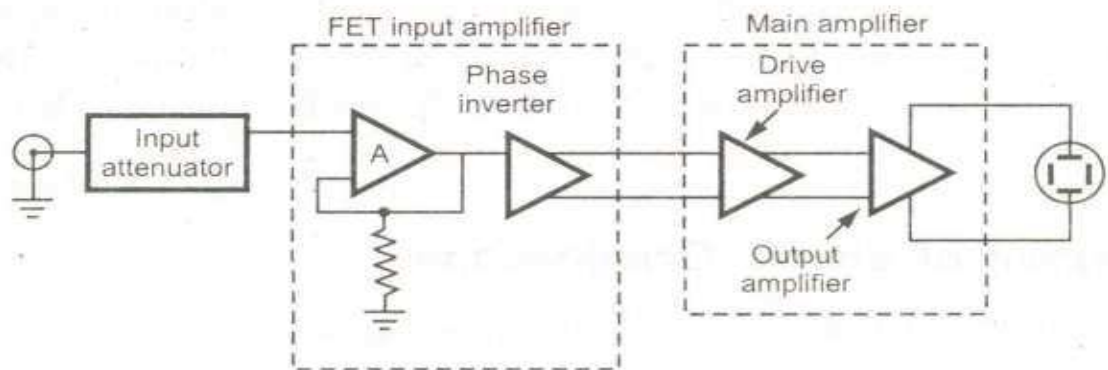 FET input amplifier
Main amplifier
Phase
inverter
Drive
amplifier
Input
attenuator
A
Output
amplifier